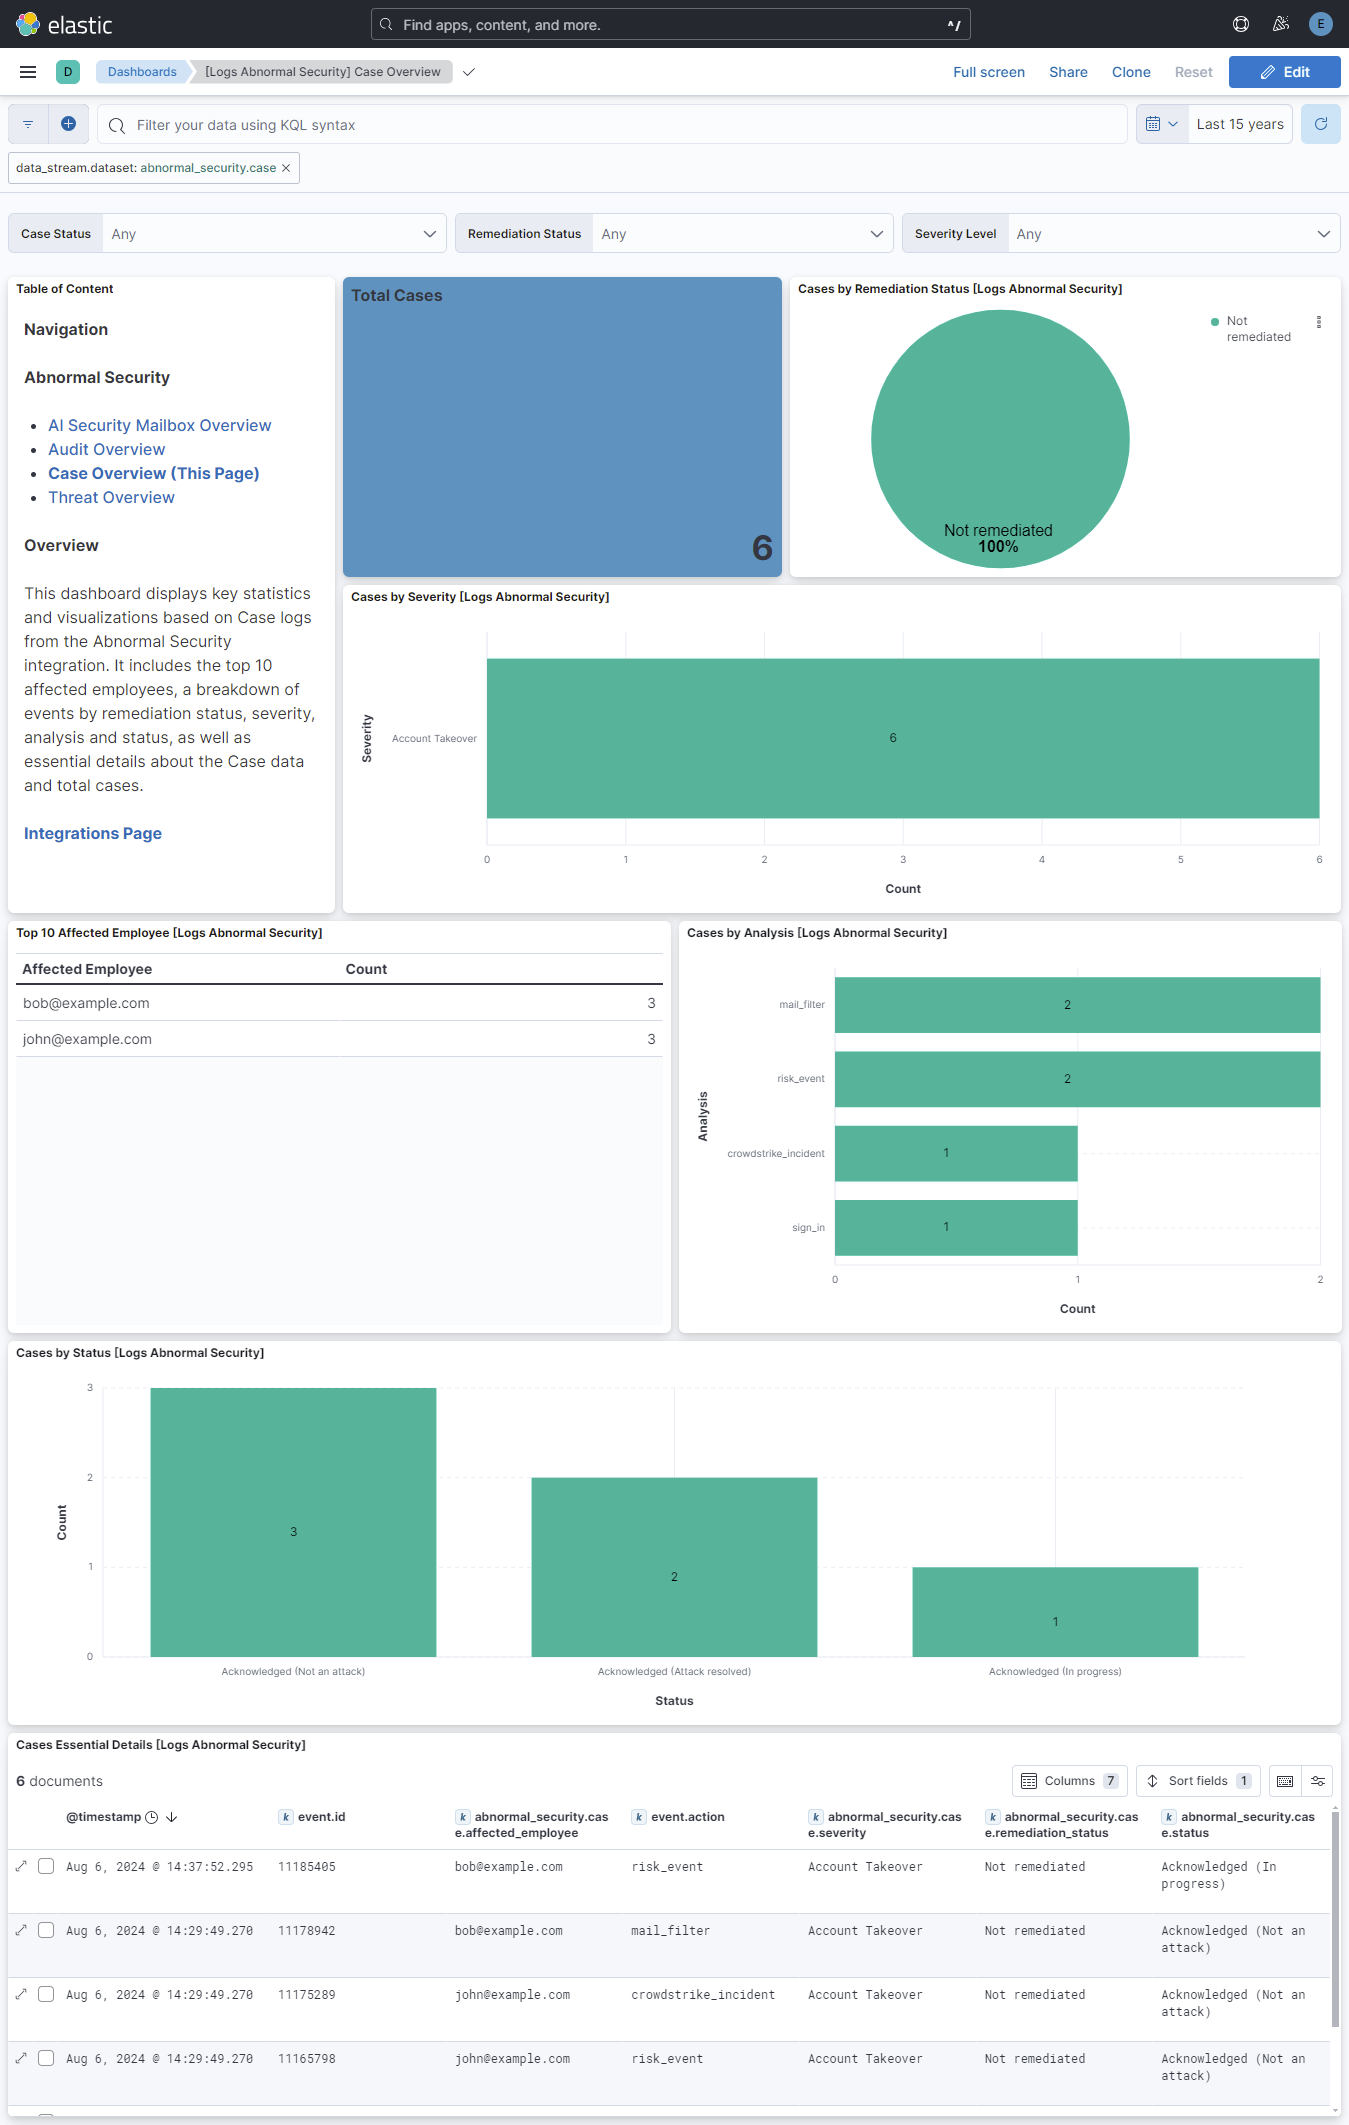 elastic
Find apps, content, and more.
^/
E
D
Dashboards
[Logs Abnormal Security] Case Overview
Full screen
Share
Clone
Reset
Edit
Filter your data using KQL syntax
Last 15 years
data_stream.dataset: abnormal_security.case ×
Case Status
Any
Remediation Status
Any
Severity Level
Any
Table of Content
Navigation
Abnormal Security
• AI Security Mailbox Overview
• Audit Overview
• Case Overview (This Page)
• Threat Overview
Overview
This dashboard displays key statistics
and visualizations based on Case logs
from the Abnormal Security
integration. It includes the top 10
affected employees, a breakdown of
events by remediation status, severity,
analysis and status, as well as
essential details about the Case data
and total cases.
Integrations Page
Total Cases
6
Cases by Remediation Status [Logs Abnormal Security]
Not
remediated
Not remediated
100%
Cases by Severity [Logs Abnormal Security]
Severity
Account Takeover
6
0 1 2 3 4 5 6
Count
Top 10 Affected Employee [Logs Abnormal Security]
Affected Employee Count
bob@example.com 3
john@example.com 3
Cases by Analysis [Logs Abnormal Security]
Analysis
mail_filter 2
risk_event 2
crowdstrike_incident 1
sign_in 1
0 1 2
Count
Cases by Status [Logs Abnormal Security]
Count
3
2
1
0
3
2
1
Acknowledged (Not an attack)
Acknowledged (Attack resolved)
Acknowledged (In progress)
Status
Cases Essential Details [Logs Abnormal Security]
6 documents
Columns 7
Sort fields 1
@timestamp
k event.id
k abnormal_security.cas
e.affected_employee
k event.action
k abnormal_security.cas
e.severity
k abnormal_security.cas
e.remediation_status
k abnormal_security.cas
e.status
Aug 6, 2024 @ 14:37:52.295 11185405 bob@example.com risk_event Account Takeover Not remediated Acknowledged (In
progress)
Aug 6, 2024 @ 14:29:49.270 11178942 bob@example.com mail_filter Account Takeover Not remediated Acknowledged (Not an
attack)
Aug 6, 2024 @ 14:29:49.270 11175289 john@example.com crowdstrike_incident Account Takeover Not remediated Acknowledged (Not an
attack)
Aug 6, 2024 @ 14:29:49.270 11165798 john@example.com risk_event Account Takeover Not remediated Acknowledged (Not an
attack)